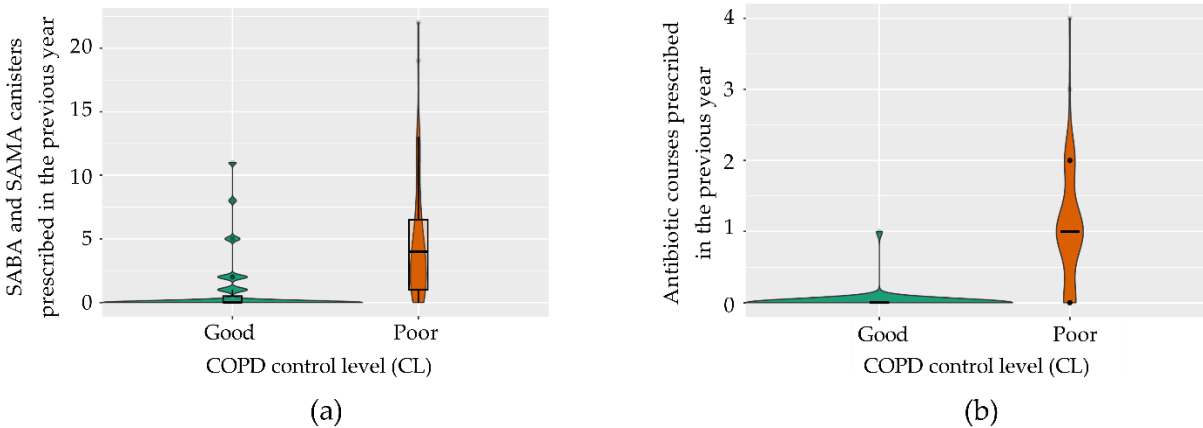 SABA and SAMA canisters
prescribed in the previous year
20
15
10
5
0
Good
Poor
COPD control level (CL)
(a)
Antibiotic courses prescribed
in the previous year
4
3
2
1
0
Good
Poor
COPD control level (CL)
(b)